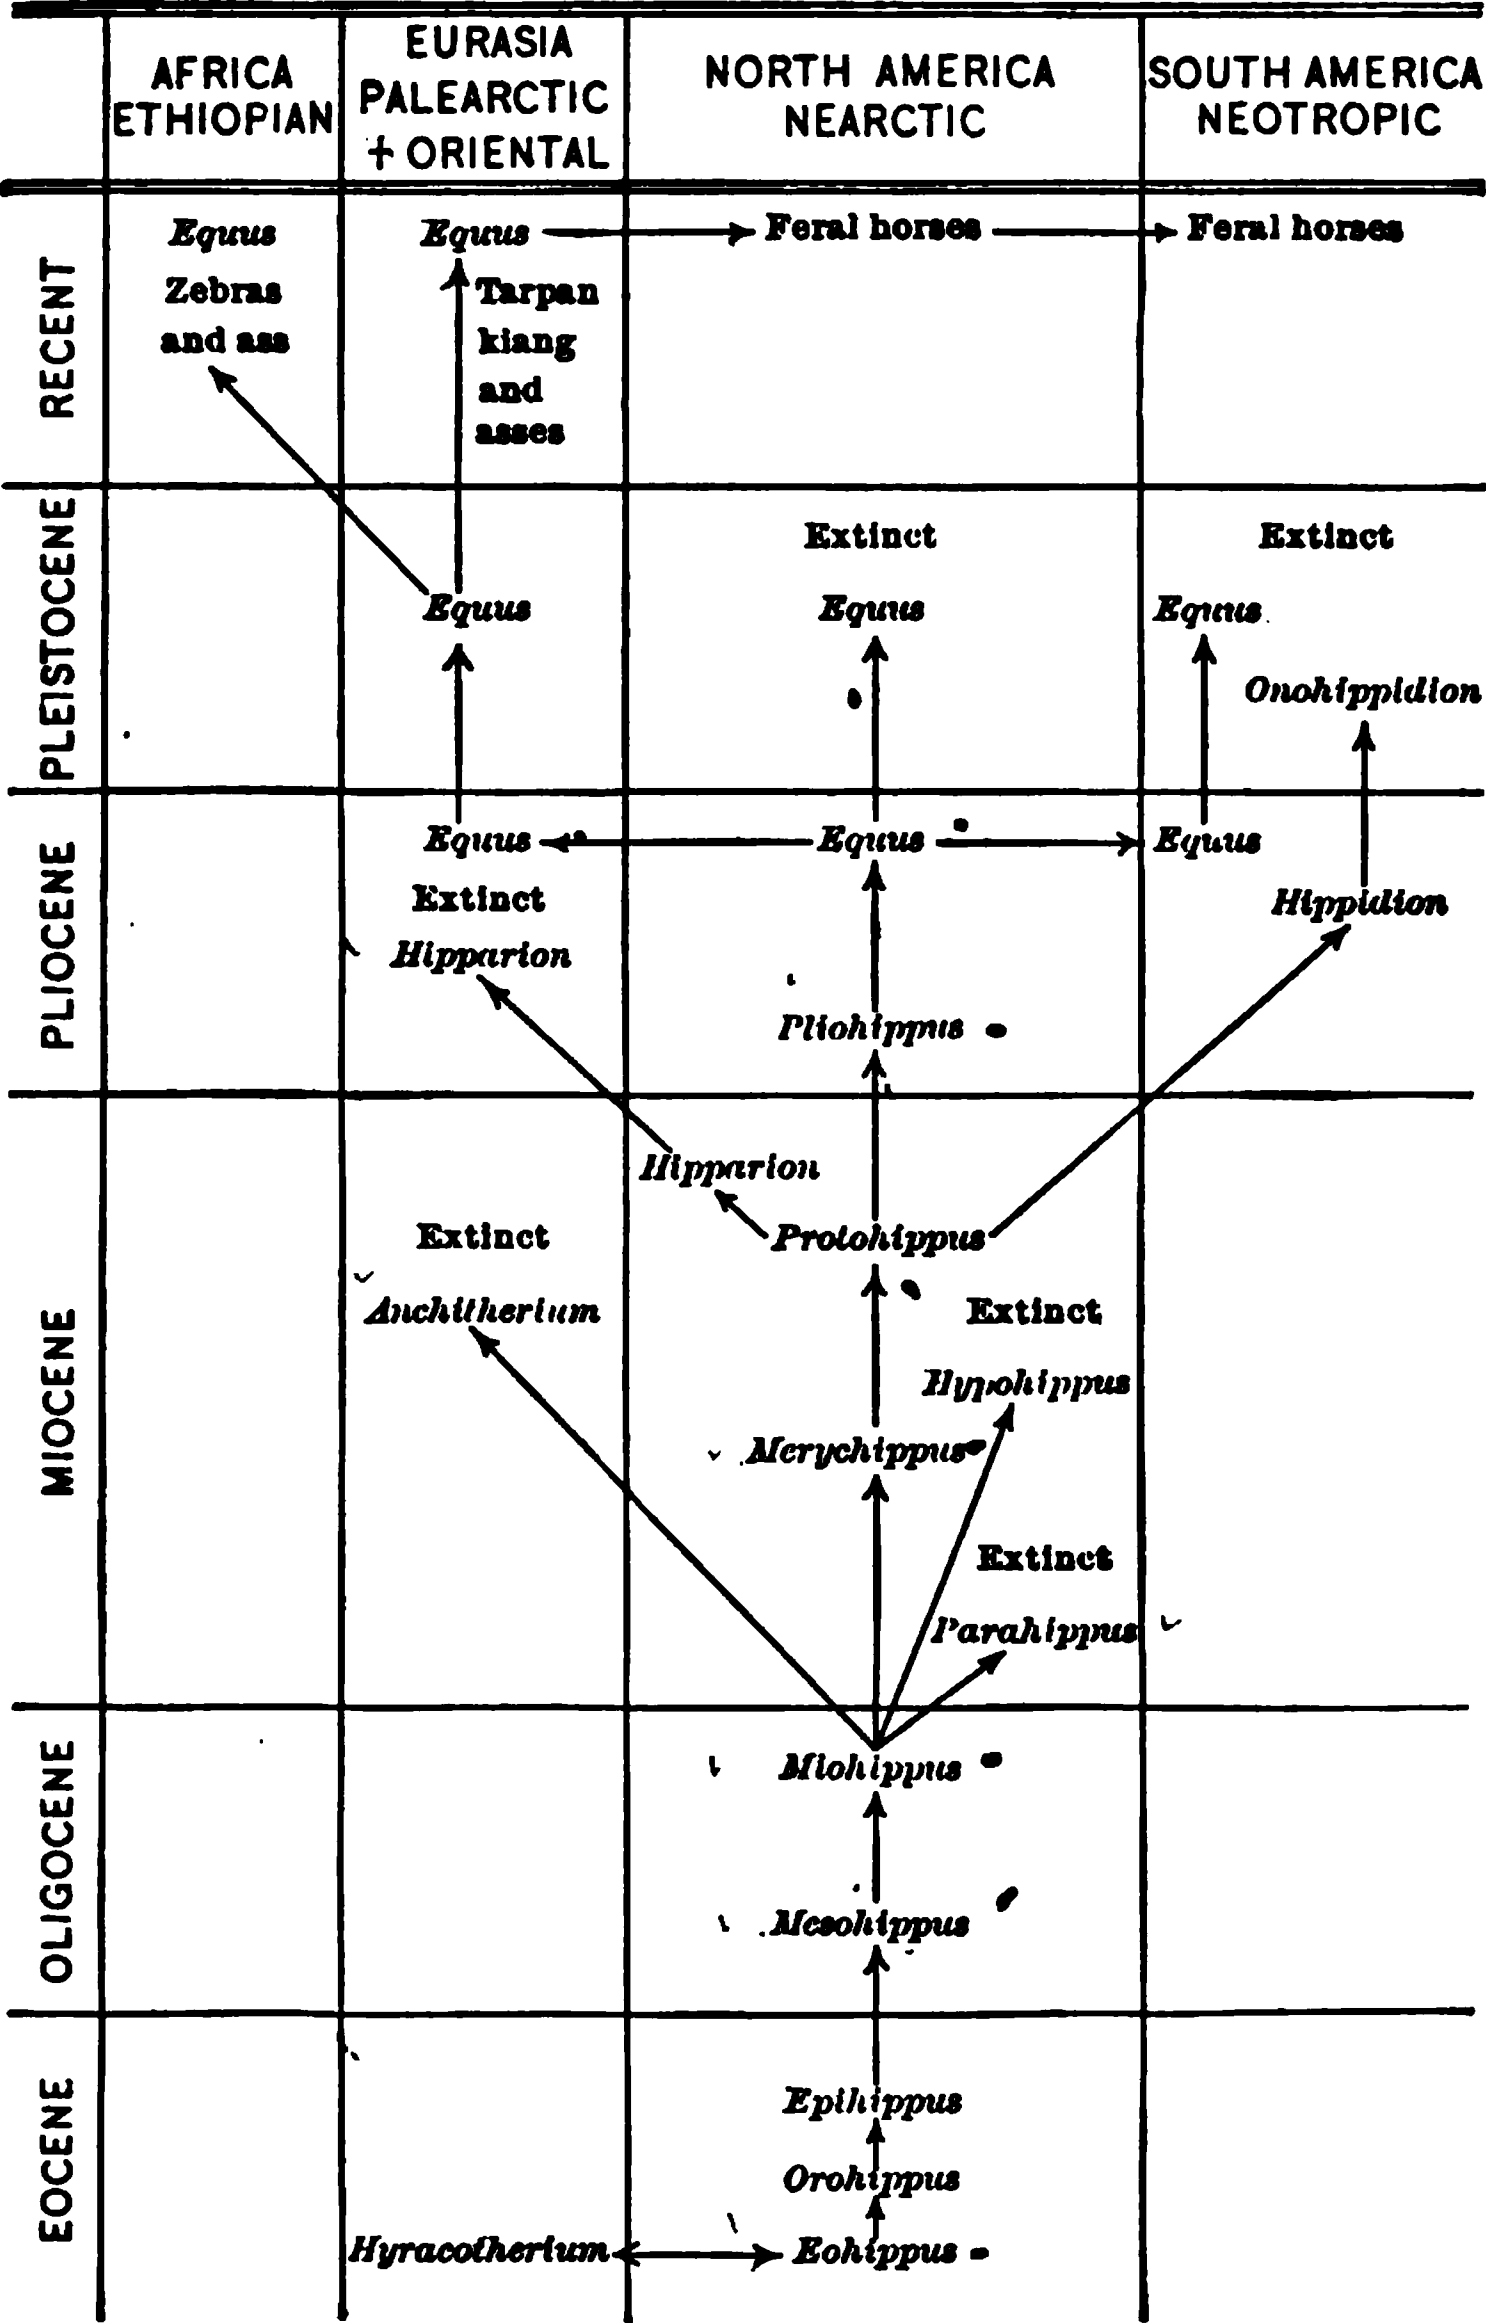 AFRICA
ETHIOPIAN
EURASIA
PALEARCTIC
+ ORIENTAL
NORTH AMERICA
NEARCTIC
SOUTH AMERICA
NEOTROPIC
RECENT
Equus
Zebras
and ass
Equus
Tarpan
kiang
and
asses
Feral horses
Feral horses
PLEISTOCENE
Equus
Extinct
Equus
Extinct
Equus
Onohippidion
PLIOCENE
Equus
Extinct
Hipparion
Equus
Pliohippus
Equus
Hippidion
MIOCENE
Extinct
Anchitherium
Hipparion
Protohippus
Extinct
Hypohippus
Merychippus
Extinct
Parahippus
OLIGOCENE
Miohippus
Mesohippus
EOCENE
Epihippus
Orohippus
Hyracotherium
Eohippus